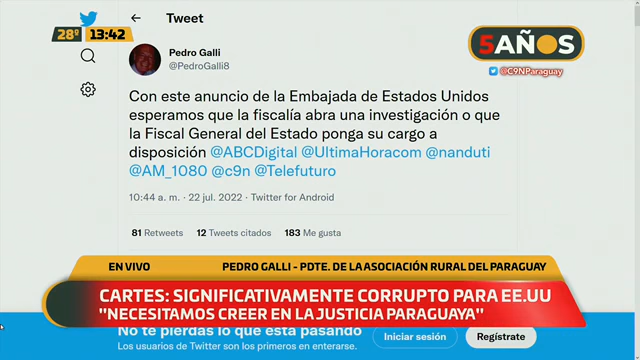 28º 13:42
Tweet
5AÑOS
@C9NParaguay
Pedro Galli
@PedroGalli8
Con este anuncio de la Embajada de Estados Unidos
esperamos que la fiscalía abra una investigación o que
la Fiscal General del Estado ponga su cargo a
disposición @ABCDigital @UltimaHoracom @nanduti
@AM_1080 @c9n @Telefuturo
10:44 a. m. · 22 jul. 2022 · Twitter for Android
81 Retweets 12 Tweets citados 183 Me gusta
EN VIVO PEDRO GALLI - PDTE. DE LA ASOCIACIÓN RURAL DEL PARAGUAY
CARTES: SIGNIFICATIVAMENTE CORRUPTO PARA EE.UU
"NECESITAMOS CREER EN LA JUSTICIA PARAGUAYA"
No te pierdas lo que está pasando
Los usuarios de Twitter son los primeros en enterarse.
Iniciar sesión
Regístrate